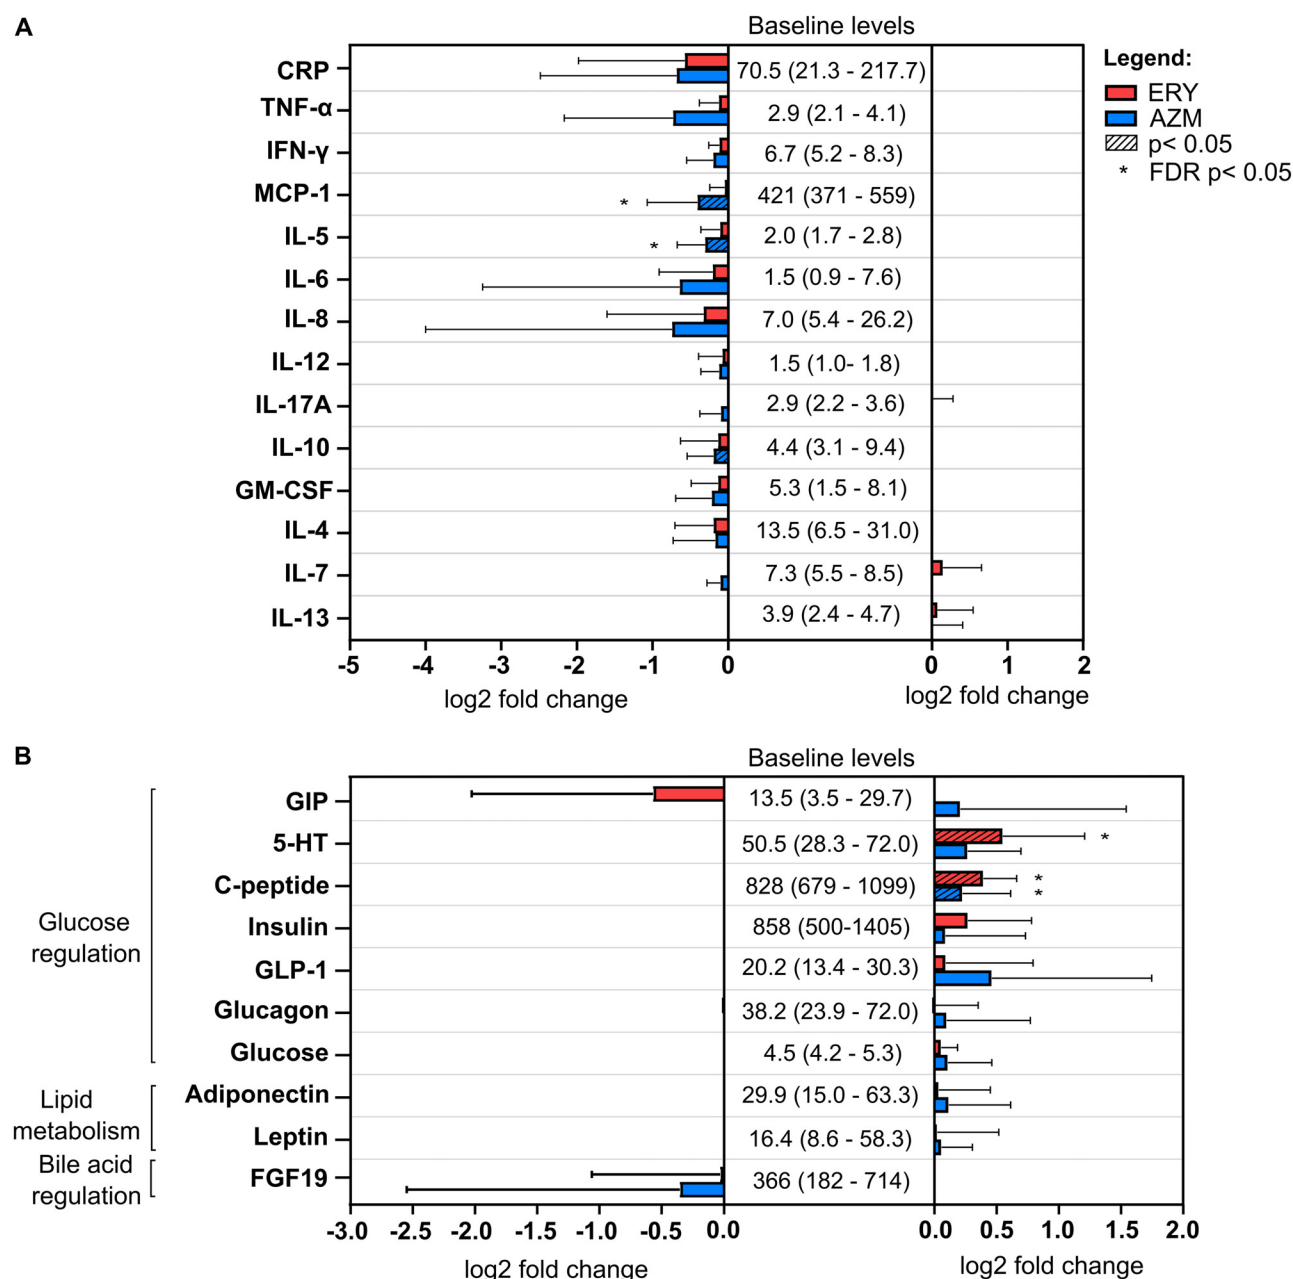 A
Baseline levels
Legend:
ERY
AZM
p< 0.05
* FDR p< 0.05
CRP 70.5 (21.3 - 217.7)
TNF-α 2.9 (2.1 - 4.1)
IFN-γ 6.7 (5.2 - 8.3)
MCP-1 * 421 (371 - 559)
IL-5 * 2.0 (1.7 - 2.8)
IL-6 1.5 (0.9 - 7.6)
IL-8 7.0 (5.4 - 26.2)
IL-12 1.5 (1.0- 1.8)
IL-17A 2.9 (2.2 - 3.6)
IL-10 4.4 (3.1 - 9.4)
GM-CSF 5.3 (1.5 - 8.1)
IL-4 13.5 (6.5 - 31.0)
IL-7 7.3 (5.5 - 8.5)
IL-13 3.9 (2.4 - 4.7)
-5 -4 -3 -2 -1 0 0 1 2
log2 fold change log2 fold change
B
Baseline levels
Glucose
regulation
GIP 13.5 (3.5 - 29.7)
5-HT 50.5 (28.3 - 72.0) *
C-peptide 828 (679 - 1099) * *
Insulin 858 (500-1405)
GLP-1 20.2 (13.4 - 30.3)
Glucagon 38.2 (23.9 - 72.0)
Glucose 4.5 (4.2 - 5.3)
Lipid
metabolism
Adiponectin 29.9 (15.0 - 63.3)
Leptin 16.4 (8.6 - 58.3)
Bile acid
regulation
FGF19 366 (182 - 714)
-3.0 -2.5 -2.0 -1.5 -1.0 -0.5 0.0 0.0 0.5 1.0 1.5 2.0
log2 fold change log2 fold change